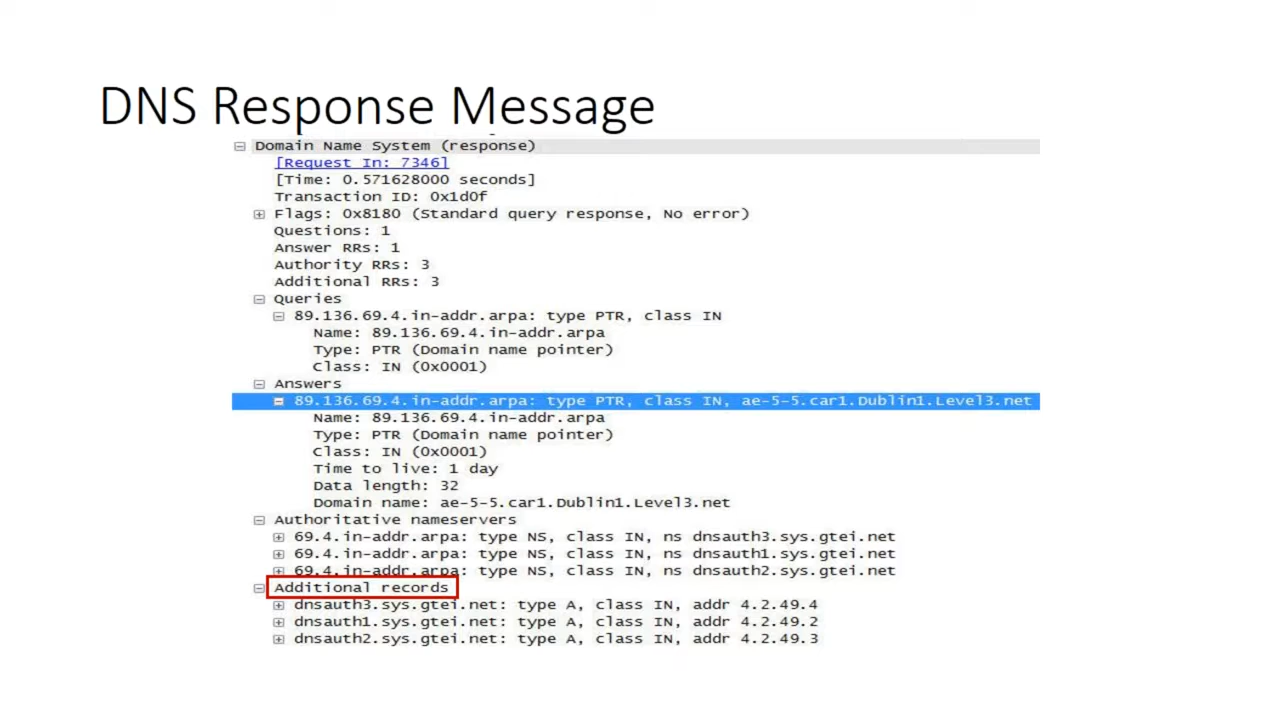 DNS Response Message
Domain Name System (response)
[Request In: 7346]
[Time: 0.571628000 seconds]
Transaction ID: 0x1d0f
Flags: 0x8180 (Standard query response, No error)
Questions: 1
Answer RRs: 1
Authority RRs: 3
Additional RRs: 3
Queries
89.136.69.4.in-addr.arpa: type PTR, class IN
Name: 89.136.69.4.in-addr.arpa
Type: PTR (Domain name pointer)
Class: IN (0x0001)
Answers
89.136.69.4.in-addr.arpa: type PTR, class IN, ae-5-5.car1.Dublin1.Level3.net
Name: 89.136.69.4.in-addr.arpa
Type: PTR (Domain name pointer)
Class: IN (0x0001)
Time to live: 1 day
Data length: 32
Domain name: ae-5-5.car1.Dublin1.Level3.net
Authoritative nameservers
69.4.in-addr.arpa: type NS, class IN, ns dnsauth3.sys.gtei.net
69.4.in-addr.arpa: type NS, class IN, ns dnsauth1.sys.gtei.net
69.4.in-addr.arpa: type NS, class IN, ns dnsauth2.sys.gtei.net
Additional records
dnsauth3.sys.gtei.net: type A, class IN, addr 4.2.49.4
dnsauth1.sys.gtei.net: type A, class IN, addr 4.2.49.2
dnsauth2.sys.gtei.net: type A, class IN, addr 4.2.49.3